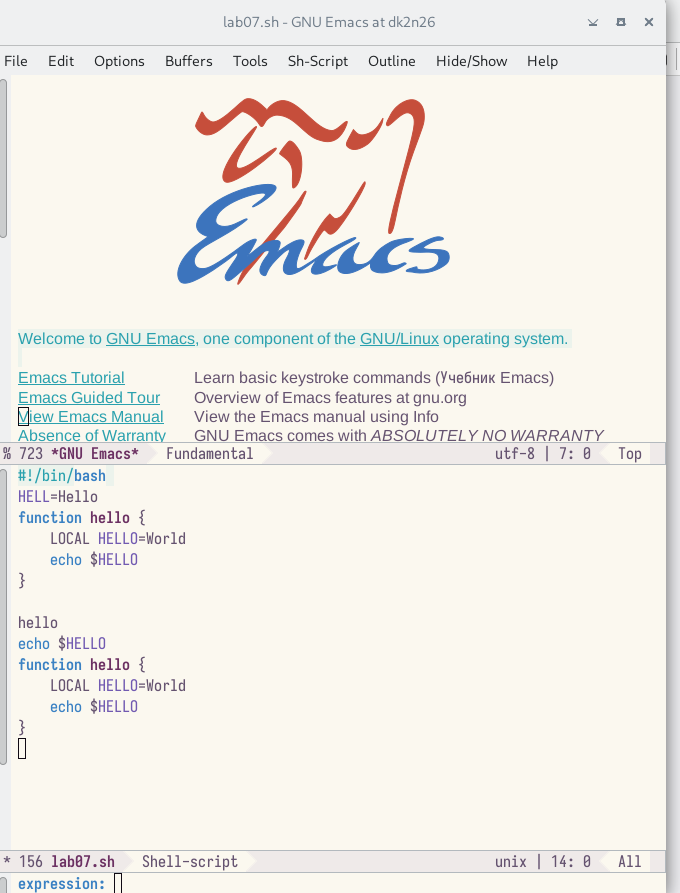 lab07.sh - GNU Emacs at dk2n26
File Edit Options Buffers Tools Sh-Script Outline Hide/Show Help
Emacs
Welcome to GNU Emacs, one component of the GNU/Linux operating system.
Emacs Tutorial Learn basic keystroke commands (Учебник Emacs)
Emacs Guided Tour Overview of Emacs features at gnu.org
View Emacs Manual View the Emacs manual using Info
Absence of Warranty GNU Emacs comes with ABSOLUTELY NO WARRANTY
% 723 *GNU Emacs* Fundamental utf-8 | 7: 0 Top
#!/bin/bash
HELL=Hello
function hello {
    LOCAL HELLO=World
    echo $HELLO
}
hello
echo $HELLO
function hello {
    LOCAL HELLO=World
    echo $HELLO
}
* 156 lab07.sh Shell-script unix | 14: 0 All
expression: